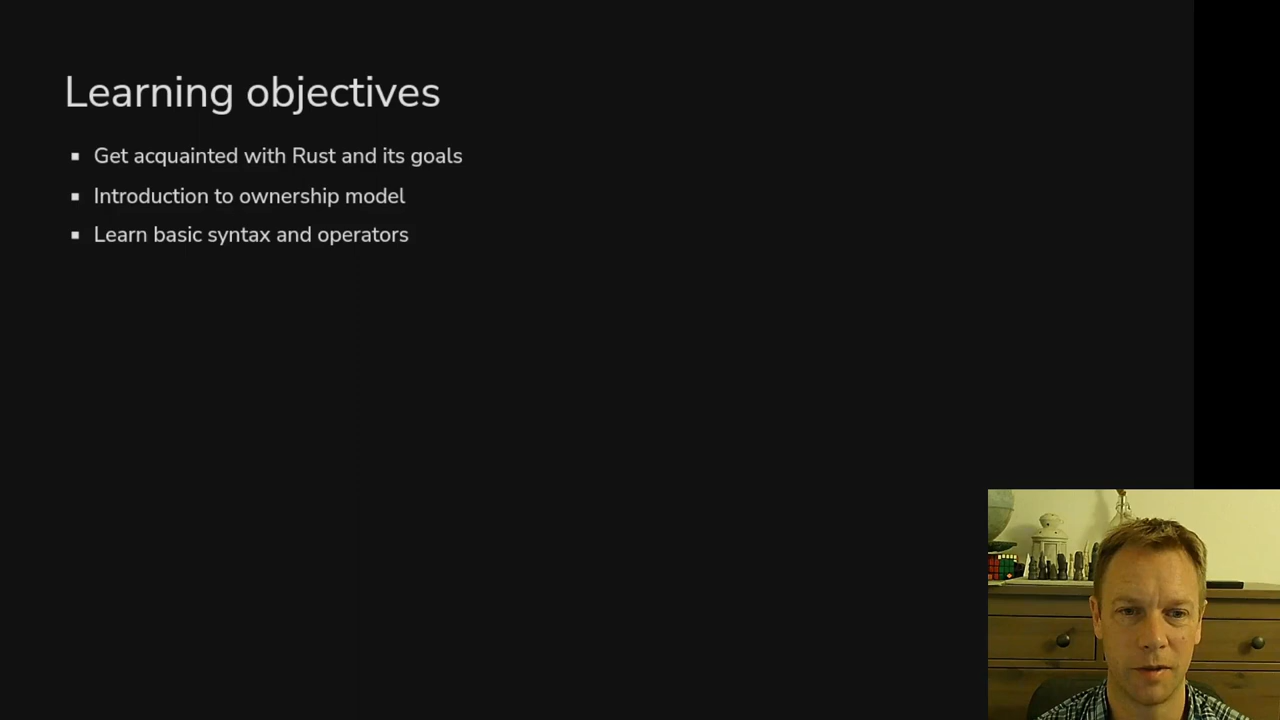 Learning objectives
Get acquainted with Rust and its goals
Introduction to ownership model
Learn basic syntax and operators